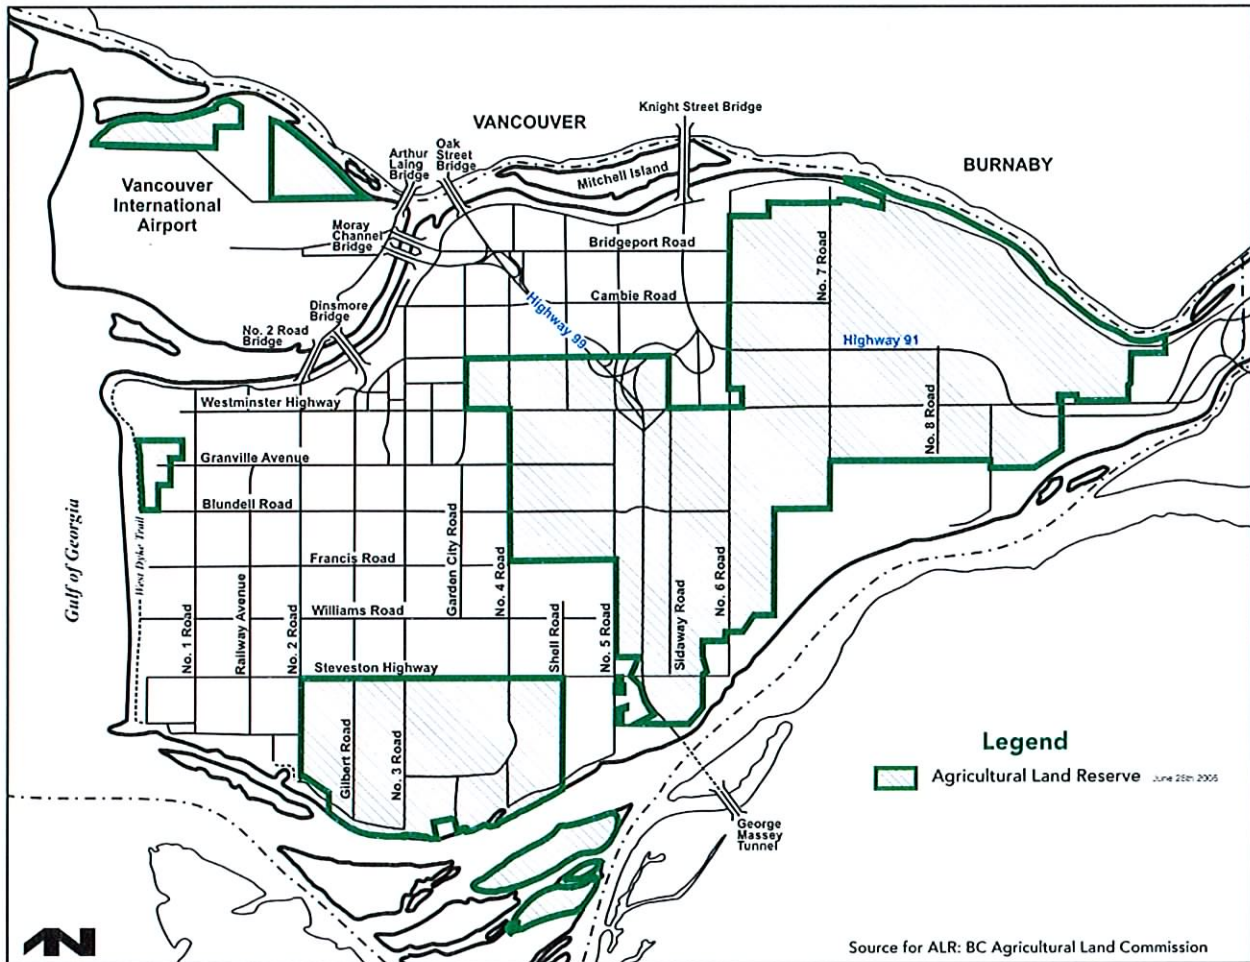 Knight Street Bridge
VANCOUVER
BURNABY
Oak
Street
Bridge
Arthur
Laing
Bridge
Mitchell Island
Vancouver
International
Airport
Moray
Channel
Bridge
Bridgeport Road
No. 7 Road
Cambie Road
Highway 99
Dinsmore
Bridge
No. 2 Road
Bridge
Highway 91
Westminster Highway
No. 8 Road
Granville Avenue
Blundell Road
Gulf of Georgia
West Dyke Trail
Francis Road
Garden City Road
No. 4 Road
Williams Road
No. 1 Road
Railway Avenue
No. 2 Road
Shell Road
No. 5 Road
Sidaway Road
No. 6 Road
Steveston Highway
Gilbert Road
No. 3 Road
Legend
Agricultural Land Reserve
George
Massey
Tunnel
N
Source for ALR: BC Agricultural Land Commission